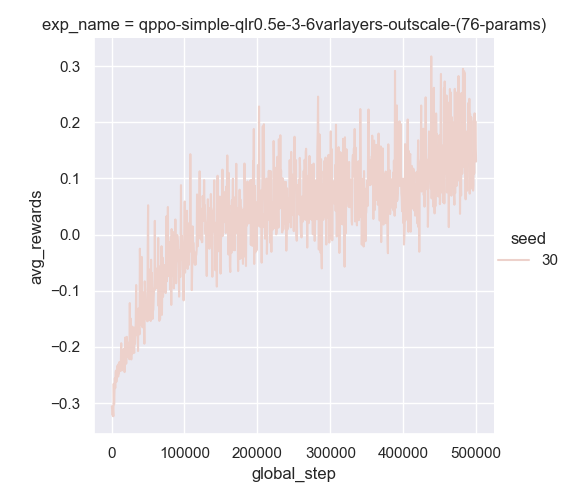 exp_name = qppo-simple-qlr0.5e-3-6varlayers-outscale-(76-params)
0.3
0.2
0.1
0.0
−0.1
−0.2
−0.3
avg_rewards
0 100000 200000 300000 400000 500000
global_step
seed
30